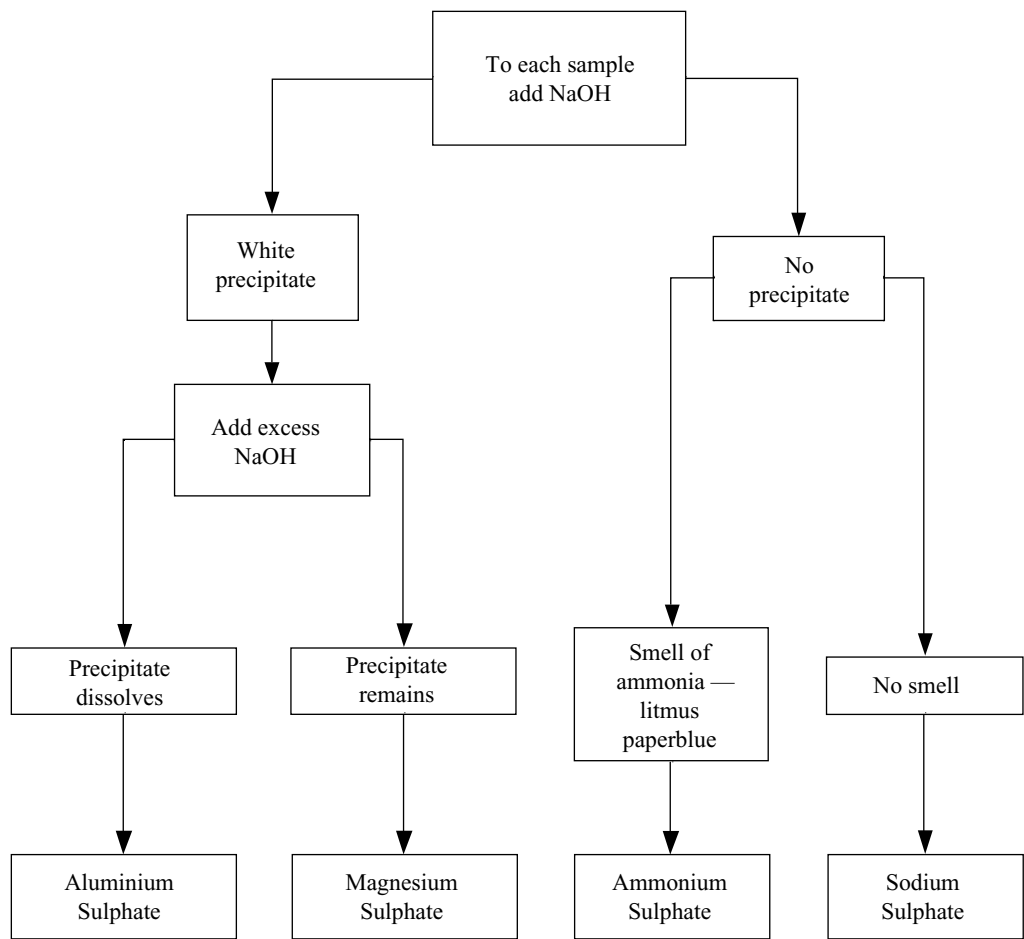 To each sample
add NaOH
White
precipitate
No
precipitate
Add excess
NaOH
Precipitate
dissolves
Precipitate
remains
Smell of
ammonia —
litmus
paperblue
No smell
Aluminium
Sulphate
Magnesium
Sulphate
Ammonium
Sulphate
Sodium
Sulphate